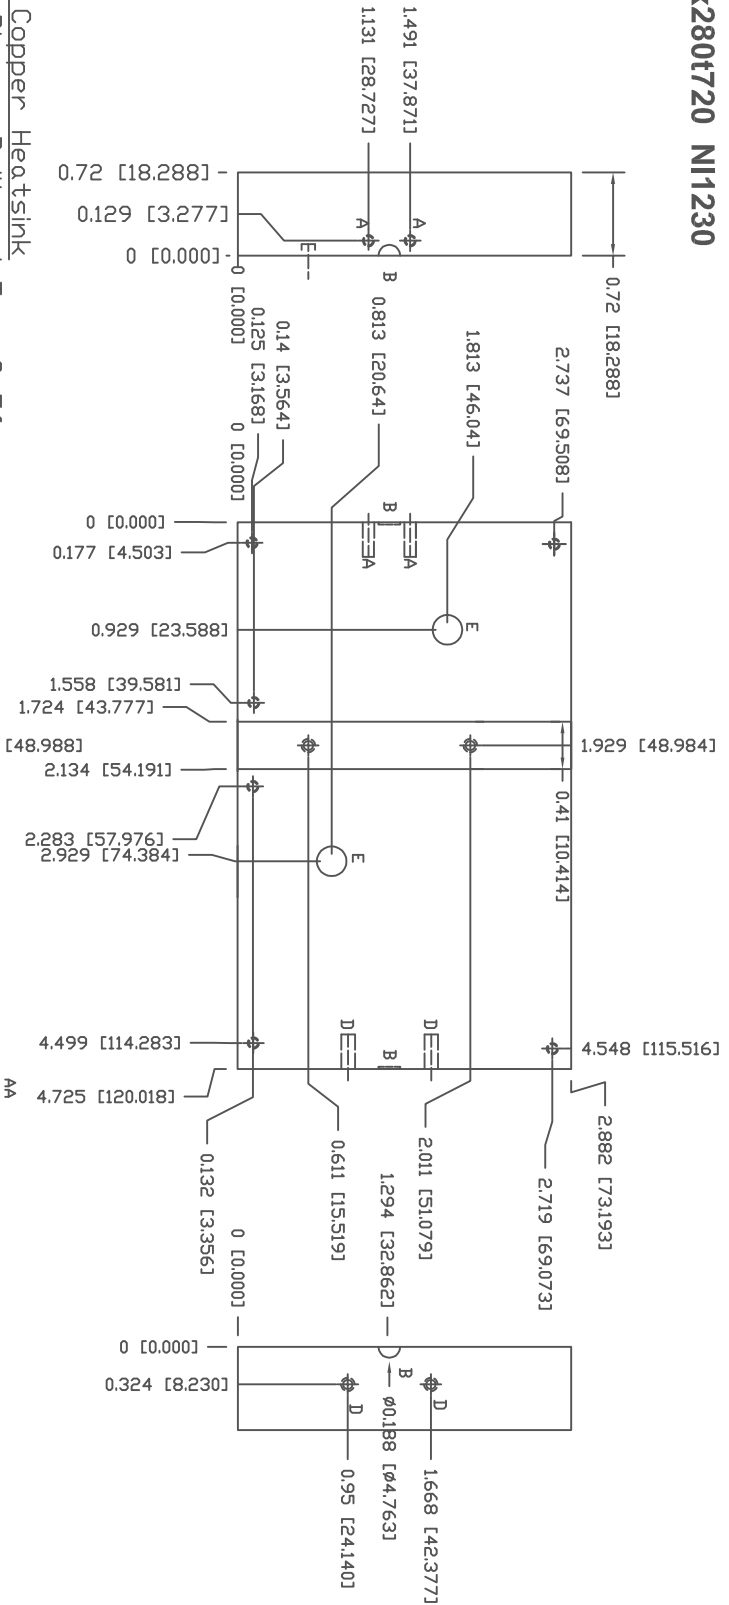 x280t720 NI1230
Copper Heatsink
1.131 [28.727]
1.491 [37.871]
0.72 [18.288]
0.129 [3.277]
0 [0.000]
A
A
E
B
0.72 [18.288]
0 [0.000]
0.125 [3.168]
0.14 [3.564]
0.813 [20.64]
1.813 [46.04]
2.737 [69.508]
0 [0.000]
0 [0.000]
0.177 [4.503]
B
A
A
E
0.929 [23.588]
1.558 [39.581]
1.724 [43.777]
[48.988]
1.929 [48.984]
2.134 [54.191]
0.41 [10.414]
2.283 [57.976]
2.929 [74.384]
E
D
D
B
4.499 [114.283]
4.548 [115.516]
4.725 [120.018]
AA
2.882 [73.193]
0.132 [3.356]
0.611 [15.519]
2.011 [51.079]
2.719 [69.073]
1.294 [32.862]
0 [0.000]
0 [0.000]
0.324 [8.230]
B
D
D
ø0.188 [ø4.763]
0.95 [24.140]
1.668 [42.377]